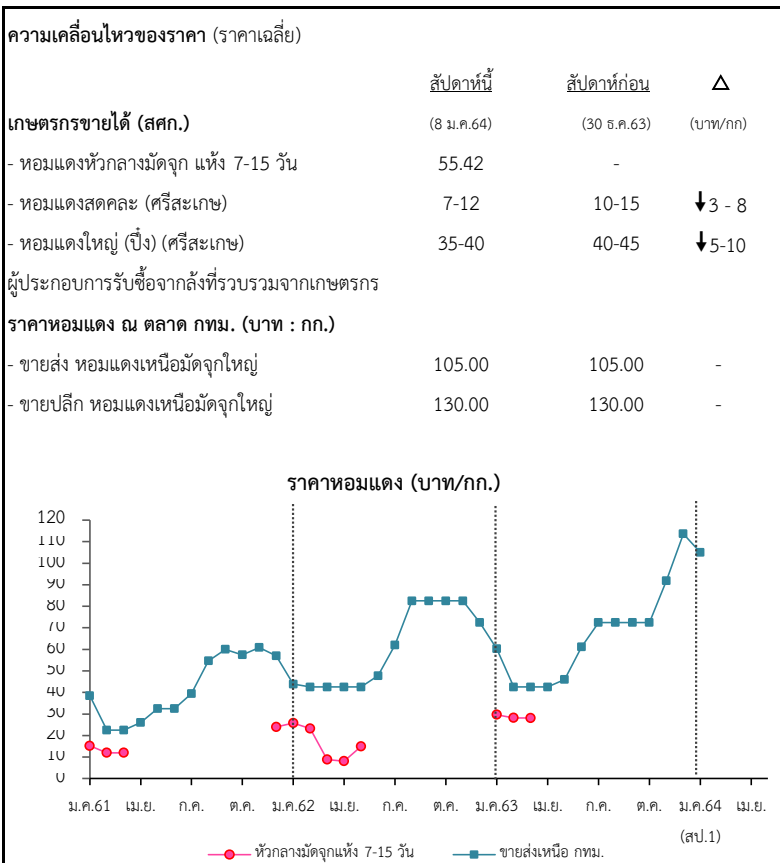 ความเคลื่อนไหวของราคา (ราคาเฉลี่ย)
สัปดาห์นี้ สัปดาห์ก่อน Δ
เกษตรกรขายได้ (สศก.) (8 ม.ค.64) (30 ธ.ค.63) (บาท/กก)
- หอมแดงหัวกลางมัดจุก แห้ง 7-15 วัน 55.42 -
- หอมแดงสดคละ (ศรีสะเกษ) 7-12 10-15 ↓3 - 8
- หอมแดงใหญ่ (ปึ๋ง) (ศรีสะเกษ) 35-40 40-45 ↓5-10
ผู้ประกอบการรับซื้อจากล้งที่รวบรวมจากเกษตรกร
ราคาหอมแดง ณ ตลาด กทม. (บาท : กก.)
- ขายส่ง หอมแดงเหนือมัดจุกใหญ่ 105.00 105.00 -
- ขายปลีก หอมแดงเหนือมัดจุกใหญ่ 130.00 130.00 -
ราคาหอมแดง (บาท/กก.)
120
110
100
90
80
70
60
50
40
30
20
10
0
ม.ค.61 เม.ย. ก.ค. ต.ค. ม.ค.62 เม.ย. ก.ค. ต.ค. ม.ค.63 เม.ย. ก.ค. ต.ค. ม.ค.64 เม.ย.
(สป.1)
หัวกลางมัดจุกแห้ง 7-15 วัน ขายส่งเหนือ กทม.